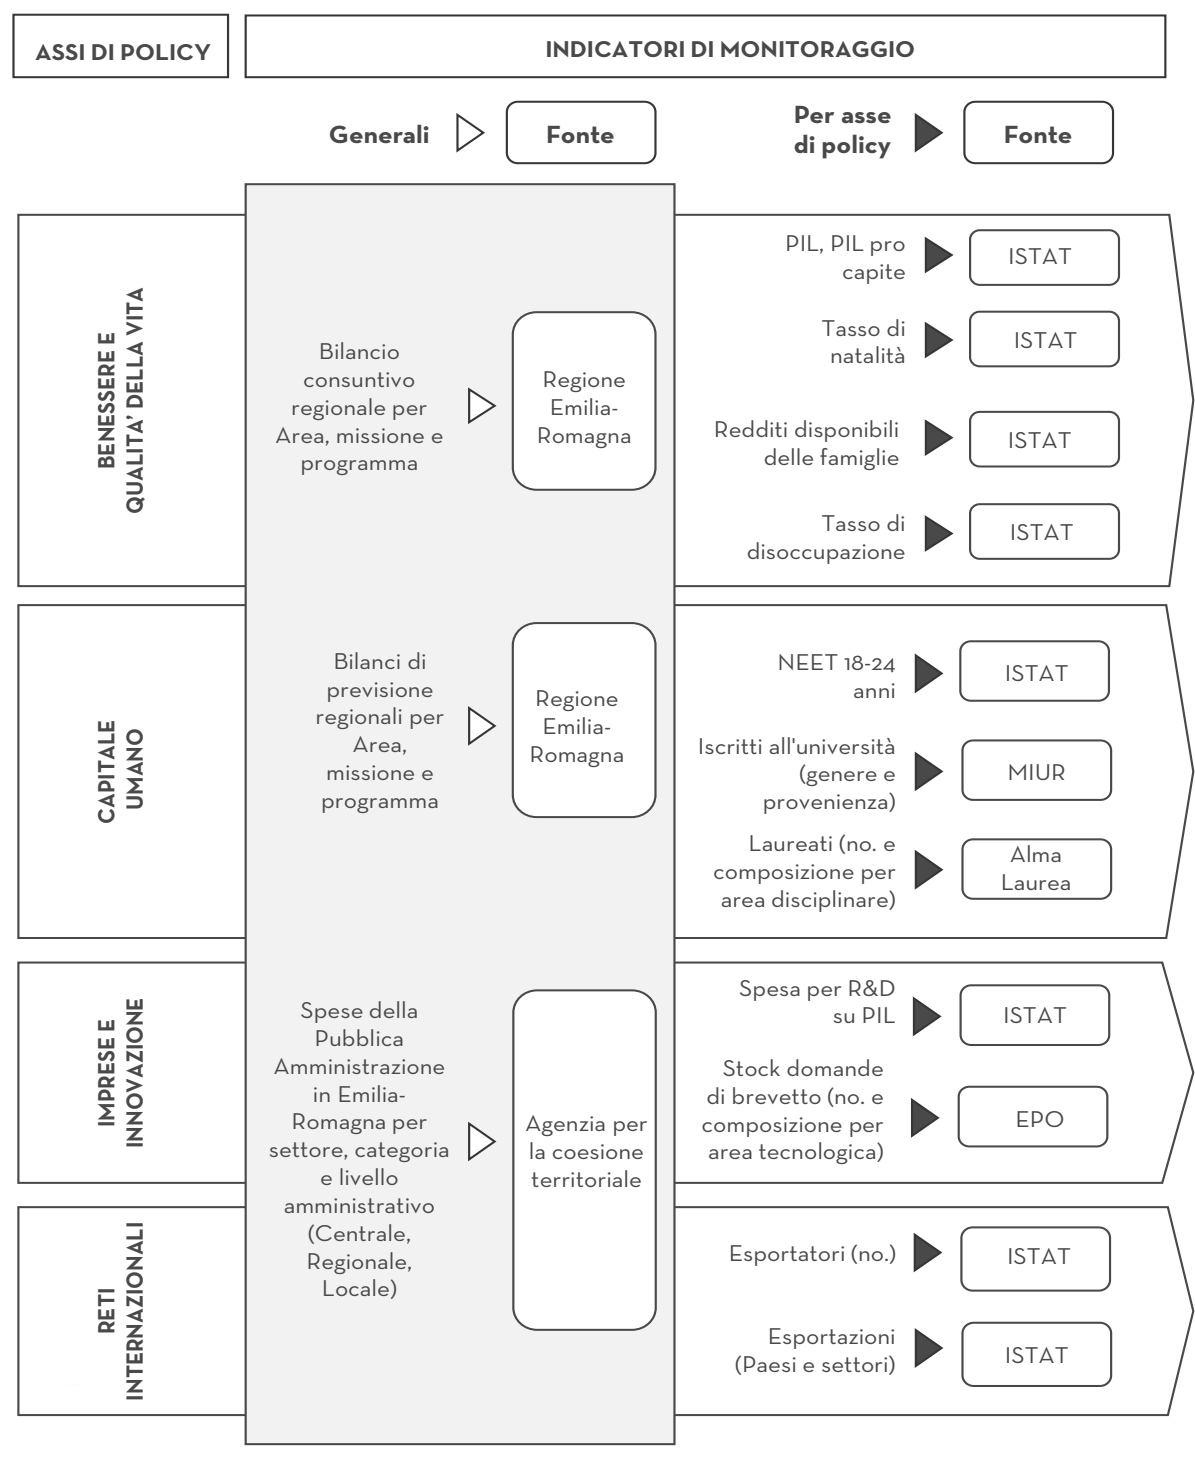 ASSI DI POLICY
INDICATORI DI MONITORAGGIO
Generali
Fonte
Per asse
di policy
Fonte
BENESSERE E
QUALITA' DELLA VITA
Bilancio
consuntivo
regionale per
Area, missione e
programma
Regione
Emilia-
Romagna
PIL, PIL pro
capite
ISTAT
Tasso di
natalità
ISTAT
Redditi disponibili
delle famiglie
ISTAT
Tasso di
disoccupazione
ISTAT
CAPITALE
UMANO
Bilanci di
previsione
regionali per
Area,
missione e
programma
Regione
Emilia-
Romagna
NEET 18-24
anni
ISTAT
Iscritti all'università
(genere e
provenienza)
MIUR
Laureati (no. e
composizione per
area disciplinare)
Alma
Laurea
IMPRESE E
INNOVAZIONE
Spese della
Pubblica
Amministrazione
in Emilia-
Romagna per
settore, categoria
e livello
amministrativo
(Centrale,
Regionale,
Locale)
Agenzia per
la coesione
territoriale
Spesa per R&D
su PIL
ISTAT
Stock domande
di brevetto (no. e
composizione per
area tecnologica)
EPO
RETI
INTERNAZIONALI
Esportatori (no.)
ISTAT
Esportazioni
(Paesi e settori)
ISTAT